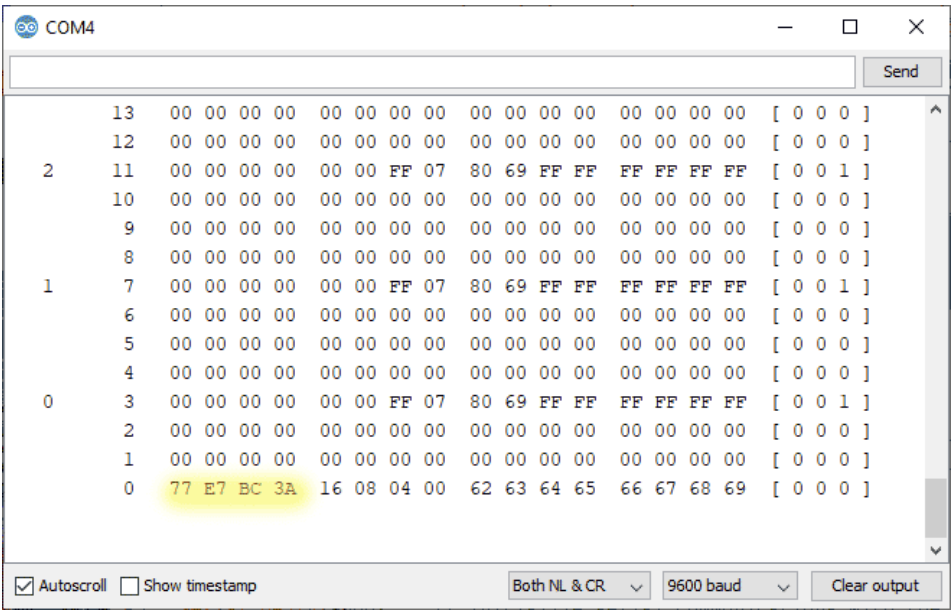 COM4
Send
13 00 00 00 00 00 00 00 00 00 00 00 00 00 00 00 00 [ 0 0 0 ]
12 00 00 00 00 00 00 00 00 00 00 00 00 00 00 00 00 [ 0 0 0 ]
2 11 00 00 00 00 00 00 FF 07 80 69 FF FF FF FF FF FF [ 0 0 1 ]
10 00 00 00 00 00 00 00 00 00 00 00 00 00 00 00 00 [ 0 0 0 ]
9 00 00 00 00 00 00 00 00 00 00 00 00 00 00 00 00 [ 0 0 0 ]
8 00 00 00 00 00 00 00 00 00 00 00 00 00 00 00 00 [ 0 0 0 ]
1 7 00 00 00 00 00 00 FF 07 80 69 FF FF FF FF FF FF [ 0 0 1 ]
6 00 00 00 00 00 00 00 00 00 00 00 00 00 00 00 00 [ 0 0 0 ]
5 00 00 00 00 00 00 00 00 00 00 00 00 00 00 00 00 [ 0 0 0 ]
4 00 00 00 00 00 00 00 00 00 00 00 00 00 00 00 00 [ 0 0 0 ]
0 3 00 00 00 00 00 00 FF 07 80 69 FF FF FF FF FF FF [ 0 0 1 ]
2 00 00 00 00 00 00 00 00 00 00 00 00 00 00 00 00 [ 0 0 0 ]
1 00 00 00 00 00 00 00 00 00 00 00 00 00 00 00 00 [ 0 0 0 ]
0 77 E7 BC 3A 16 08 04 00 62 63 64 65 66 67 68 69 [ 0 0 0 ]
Autoscroll Show timestamp Both NL & CR 9600 baud Clear output